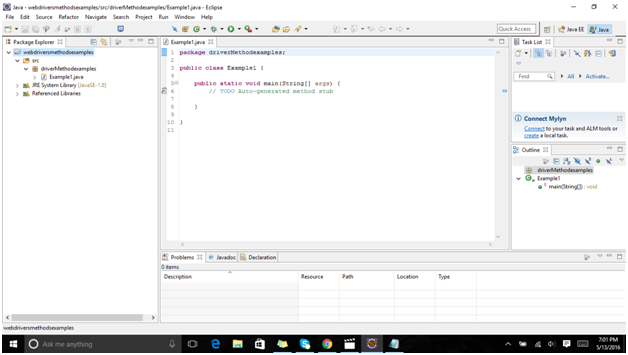 Java - webdriversmethodsexamples/src/driverMethodexamples/Example1.java - Eclipse
File Edit Source Refactor Navigate Search Project Run Window Help
Quick Access
Java EE
Java
Package Explorer
webdriversmethodsexamples
src
driverMethodexamples
Example1.java
JRE System Library [JavaSE-1.8]
Referenced Libraries
Example1.java
1 package driverMethodexamples;
2
3 public class Example1 {
4
5 public static void main(String[] args) {
6 // TODO Auto-generated method stub
7
8 }
9
10 }
11
Task List
Find
All
Activate...
Connect Mylyn
Connect to your task and ALM tools or
create a local task.
Outline
driverMethodexamples
Example1
main(String[]) : void
Problems Javadoc Declaration
0 items
Description Resource Path Location Type
webdriversmethodsexamples
Ask me anything
7:01 PM
5/13/2016